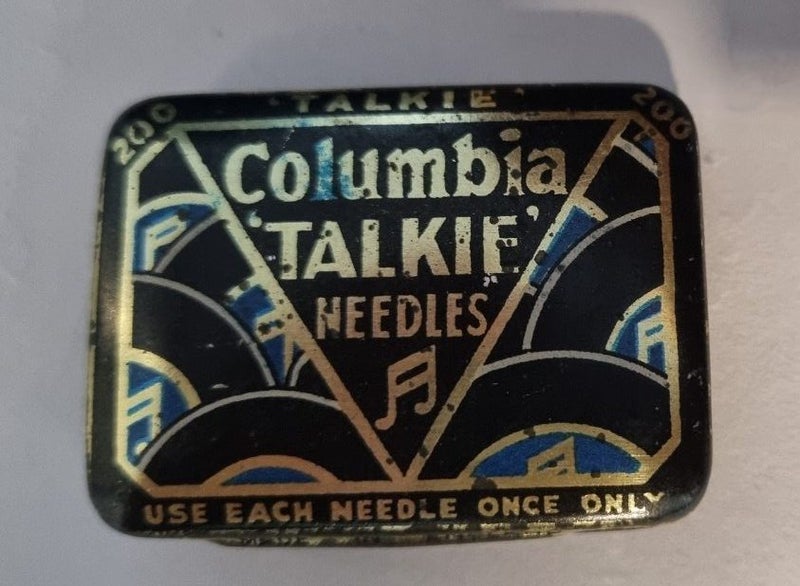 'TALKIE'
200
200
Columbia
'TALKIE'
NEEDLES
USE EACH NEEDLE ONCE ONLY